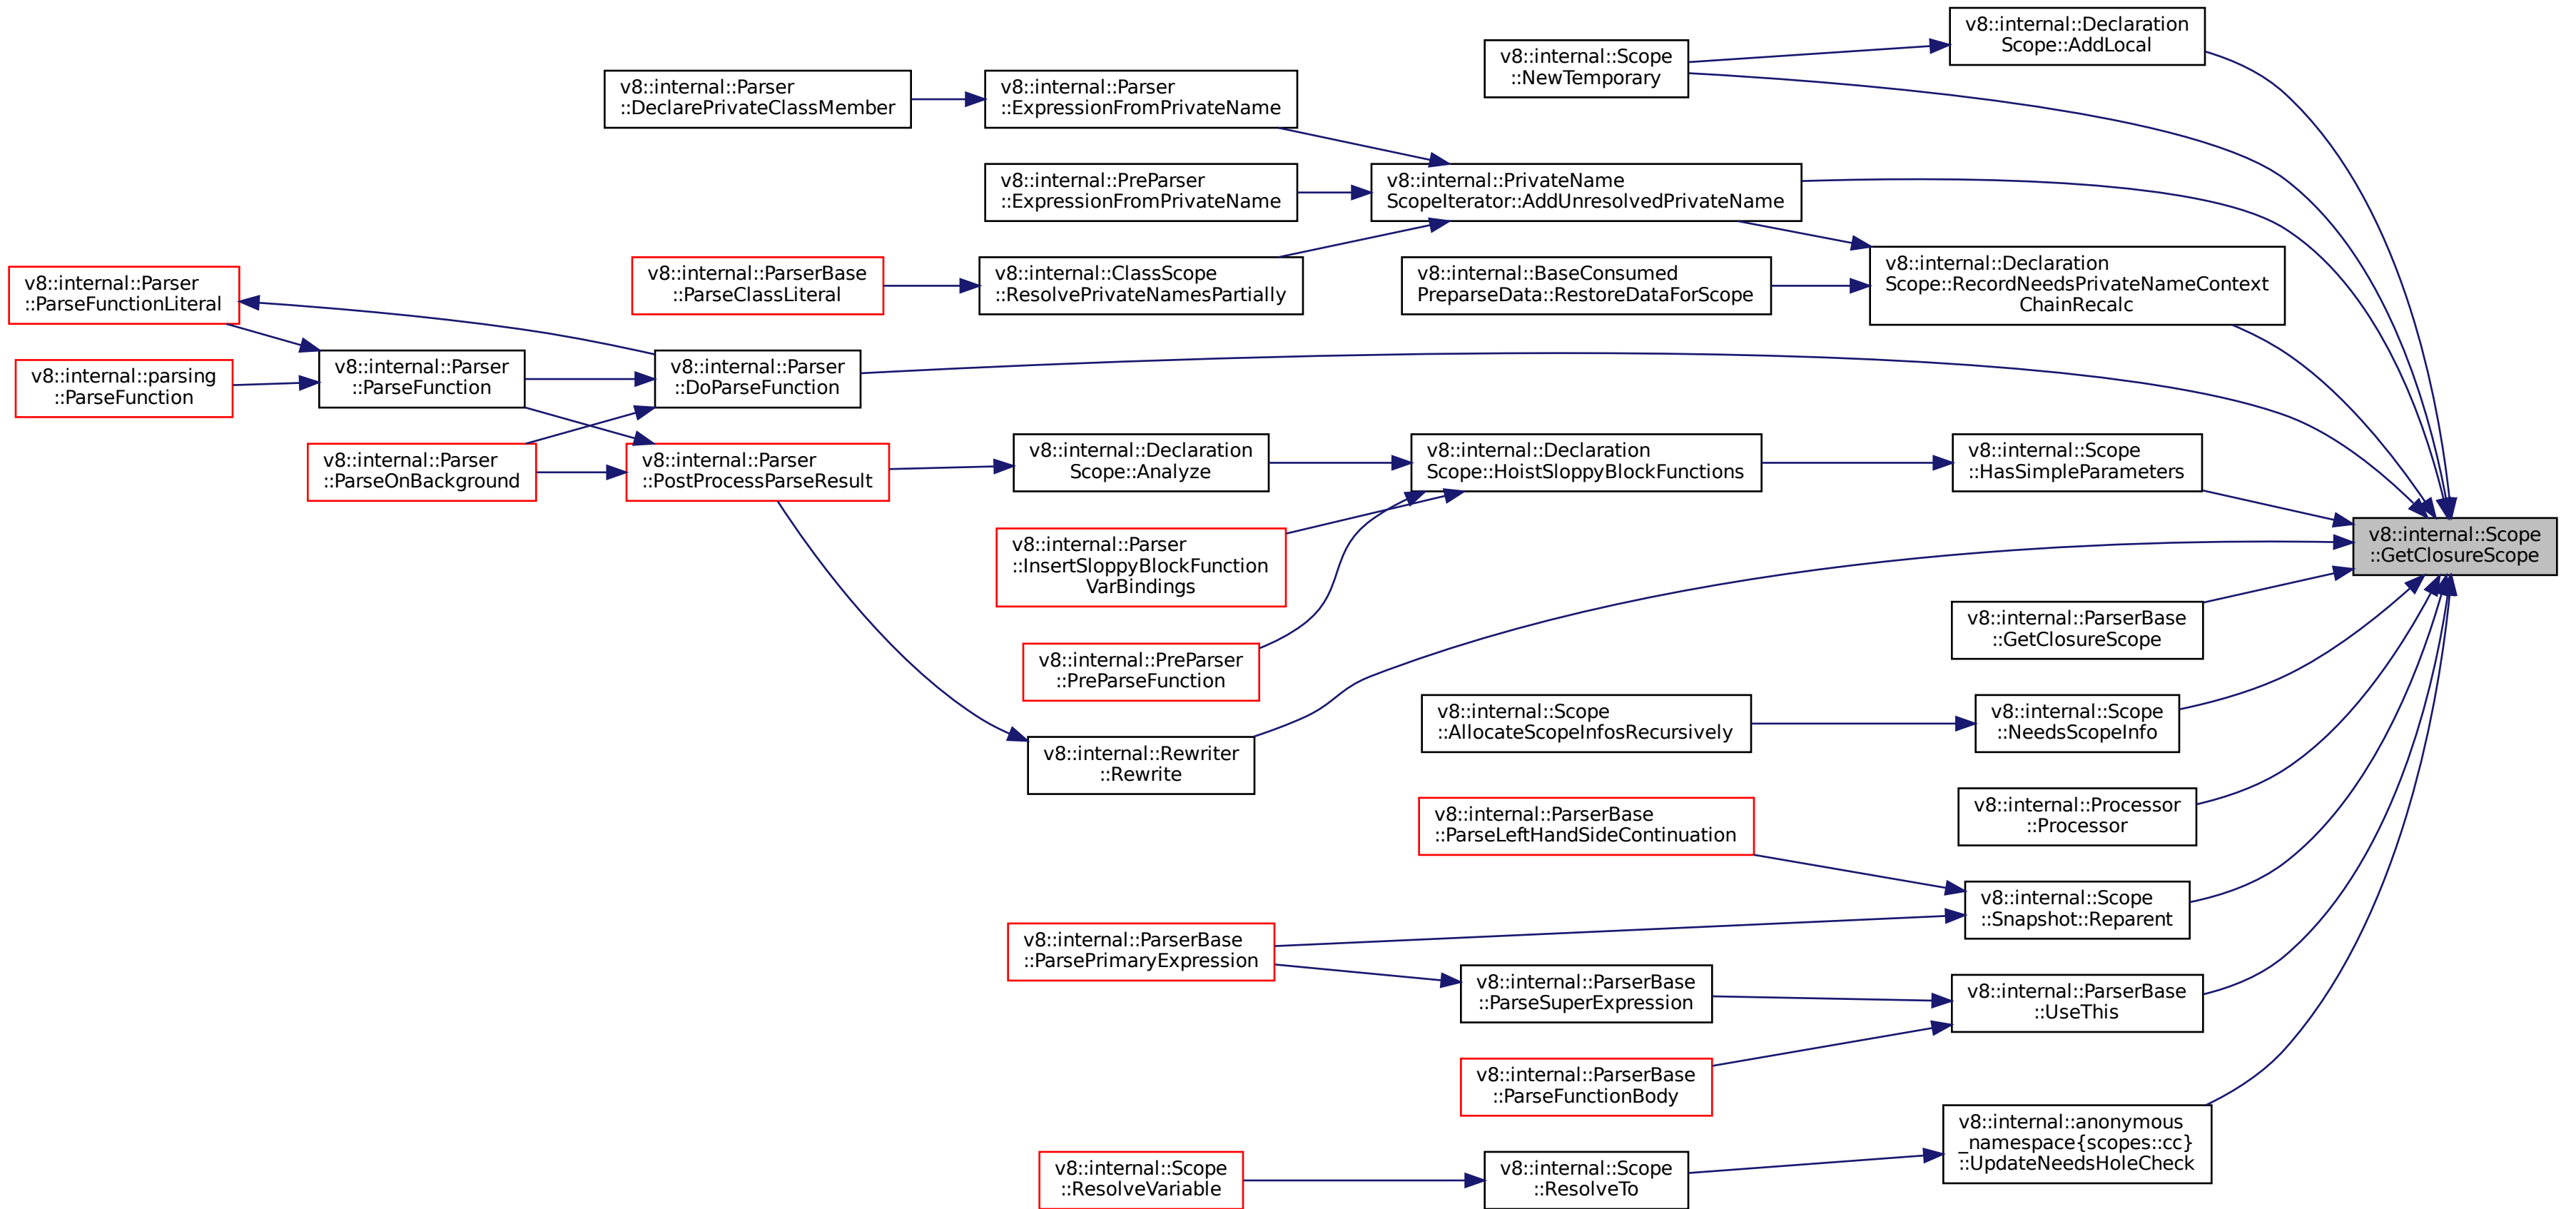 v8::internal::Declaration
Scope::AddLocal
v8::internal::Scope
::NewTemporary
v8::internal::Parser
::DeclarePrivateClassMember
v8::internal::Parser
::ExpressionFromPrivateName
v8::internal::PreParser
::ExpressionFromPrivateName
v8::internal::PrivateName
ScopeIterator::AddUnresolvedPrivateName
v8::internal::Parser
::ParseFunctionLiteral
v8::internal::ParserBase
::ParseClassLiteral
v8::internal::ClassScope
::ResolvePrivateNamesPartially
v8::internal::BaseConsumed
PreparseData::RestoreDataForScope
v8::internal::Declaration
Scope::RecordNeedsPrivateNameContext
ChainRecalc
v8::internal::parsing
::ParseFunction
v8::internal::Parser
::ParseFunction
v8::internal::Parser
::DoParseFunction
v8::internal::Parser
::ParseOnBackground
v8::internal::Parser
::PostProcessParseResult
v8::internal::Declaration
Scope::Analyze
v8::internal::Declaration
Scope::HoistSloppyBlockFunctions
v8::internal::Scope
::HasSimpleParameters
v8::internal::Parser
::InsertSloppyBlockFunction
VarBindings
v8::internal::Scope
::GetClosureScope
v8::internal::ParserBase
::GetClosureScope
v8::internal::PreParser
::PreParseFunction
v8::internal::Scope
::AllocateScopeInfosRecursively
v8::internal::Scope
::NeedsScopeInfo
v8::internal::Rewriter
::Rewrite
v8::internal::Processor
::Processor
v8::internal::ParserBase
::ParseLeftHandSideContinuation
v8::internal::Scope
::Snapshot::Reparent
v8::internal::ParserBase
::ParsePrimaryExpression
v8::internal::ParserBase
::ParseSuperExpression
v8::internal::ParserBase
::UseThis
v8::internal::ParserBase
::ParseFunctionBody
v8::internal::anonymous
_namespace{scopes::cc}
::UpdateNeedsHoleCheck
v8::internal::Scope
::ResolveVariable
v8::internal::Scope
::ResolveTo